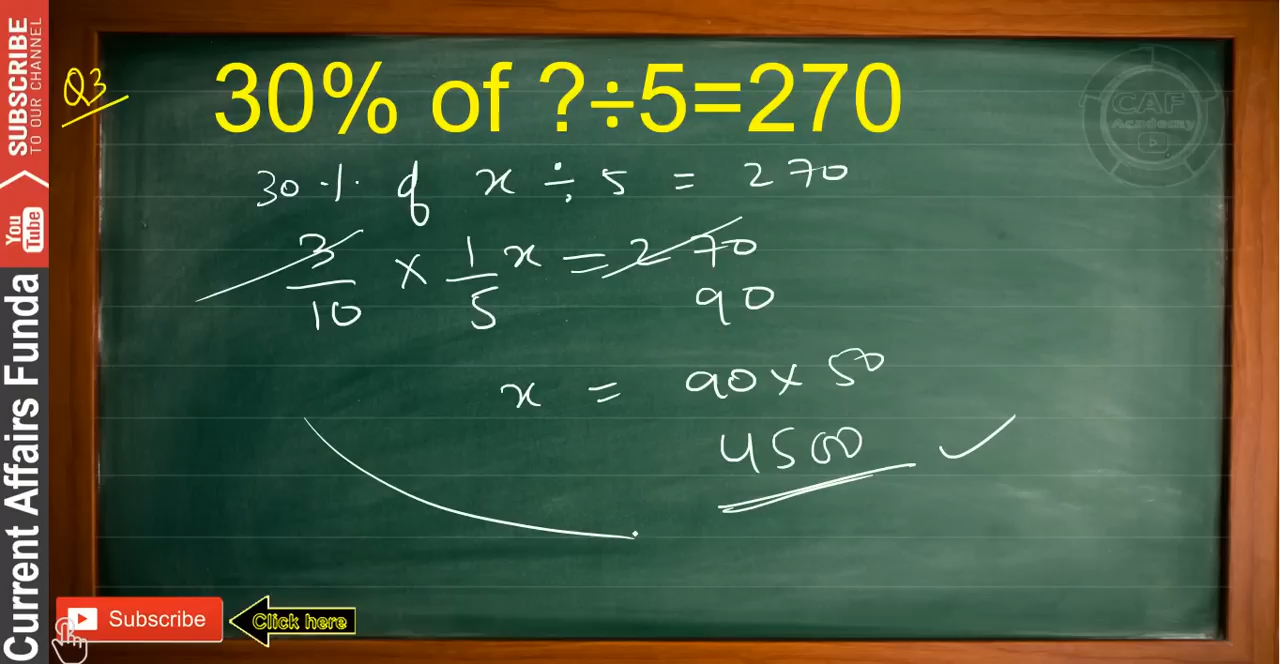 SUBSCRIBE
TO OUR CHANNEL
You Tube
Current Affairs Funda
Q3
30% of ?÷5=270
CAF
Academy
30 % of x ÷ 5 = 270
3/10 × 1/5 x = 270
90
x = 90 × 50
4500 ✓
Subscribe
Click here